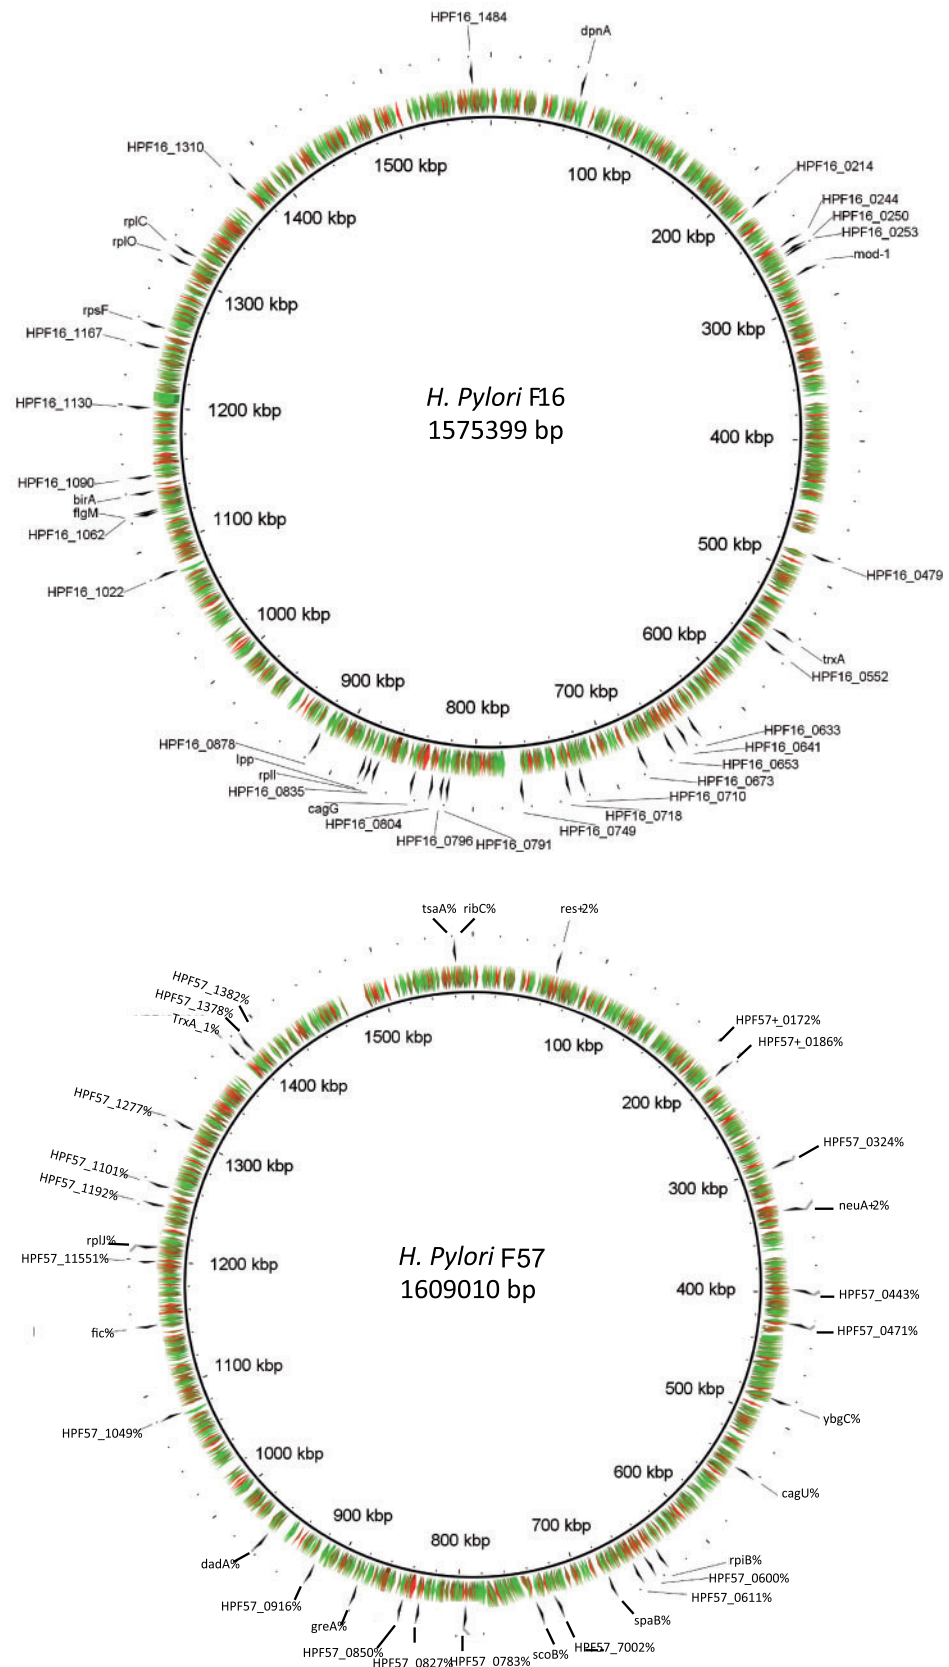 HPF16_1484
dpnA
HPF16_1310
1500 kbp
100 kbp
HPF16_0214
1400 kbp
HPF16_0244
HPF16_0250
HPF16_0253
rplC
rplO
200 kbp
mod-1
1300 kbp
rpsF
300 kbp
HPF16_1167
H. Pylori F16
HPF16_1130
1200 kbp
1575399 bp
400 kbp
HPF16_1090
birA
flgM
1100 kbp
HPF16_1062
500 kbp
HPF16_0479
HPF16_1022
1000 kbp
600 kbp
trxA
HPF16_0552
900 kbp
700 kbp
800 kbp
HPF16_0633
HPF16_0878
HPF16_0641
lpp
HPF16_0653
rplI
HPF16_0673
HPF16_0835
HPF16_0710
cagG
HPF16_0718
HPF16_0804
HPF16_0749
HPF16_0796
HPF16_0791
tsaA% ribC%
res+2%
HPF57_1382%
HPF57_1378%
TrxA_1%
HPF57+_0172%
1500 kbp
100 kbp
HPF57+_0186%
1400 kbp
HPF57_1277%
200 kbp
HPF57_0324%
HPF57_1101%
1300 kbp
300 kbp
HPF57_1192%
neuA+2%
rplJ%
HPF57_11551%
1200 kbp
H. Pylori F57
1609010 bp
400 kbp
HPF57_0443%
fic%
HPF57_0471%
1100 kbp
500 kbp
ybgC%
HPF57_1049%
1000 kbp
600 kbp
cagU%
900 kbp
700 kbp
800 kbp
dadA%
rpiB%
HPF57_0600%
HPF57_0611%
HPF57_0916%
spaB%
greA%
HPF57_0850%
HPF57_0827%
HPF57_0783%
scoB%
HPF57_7002%